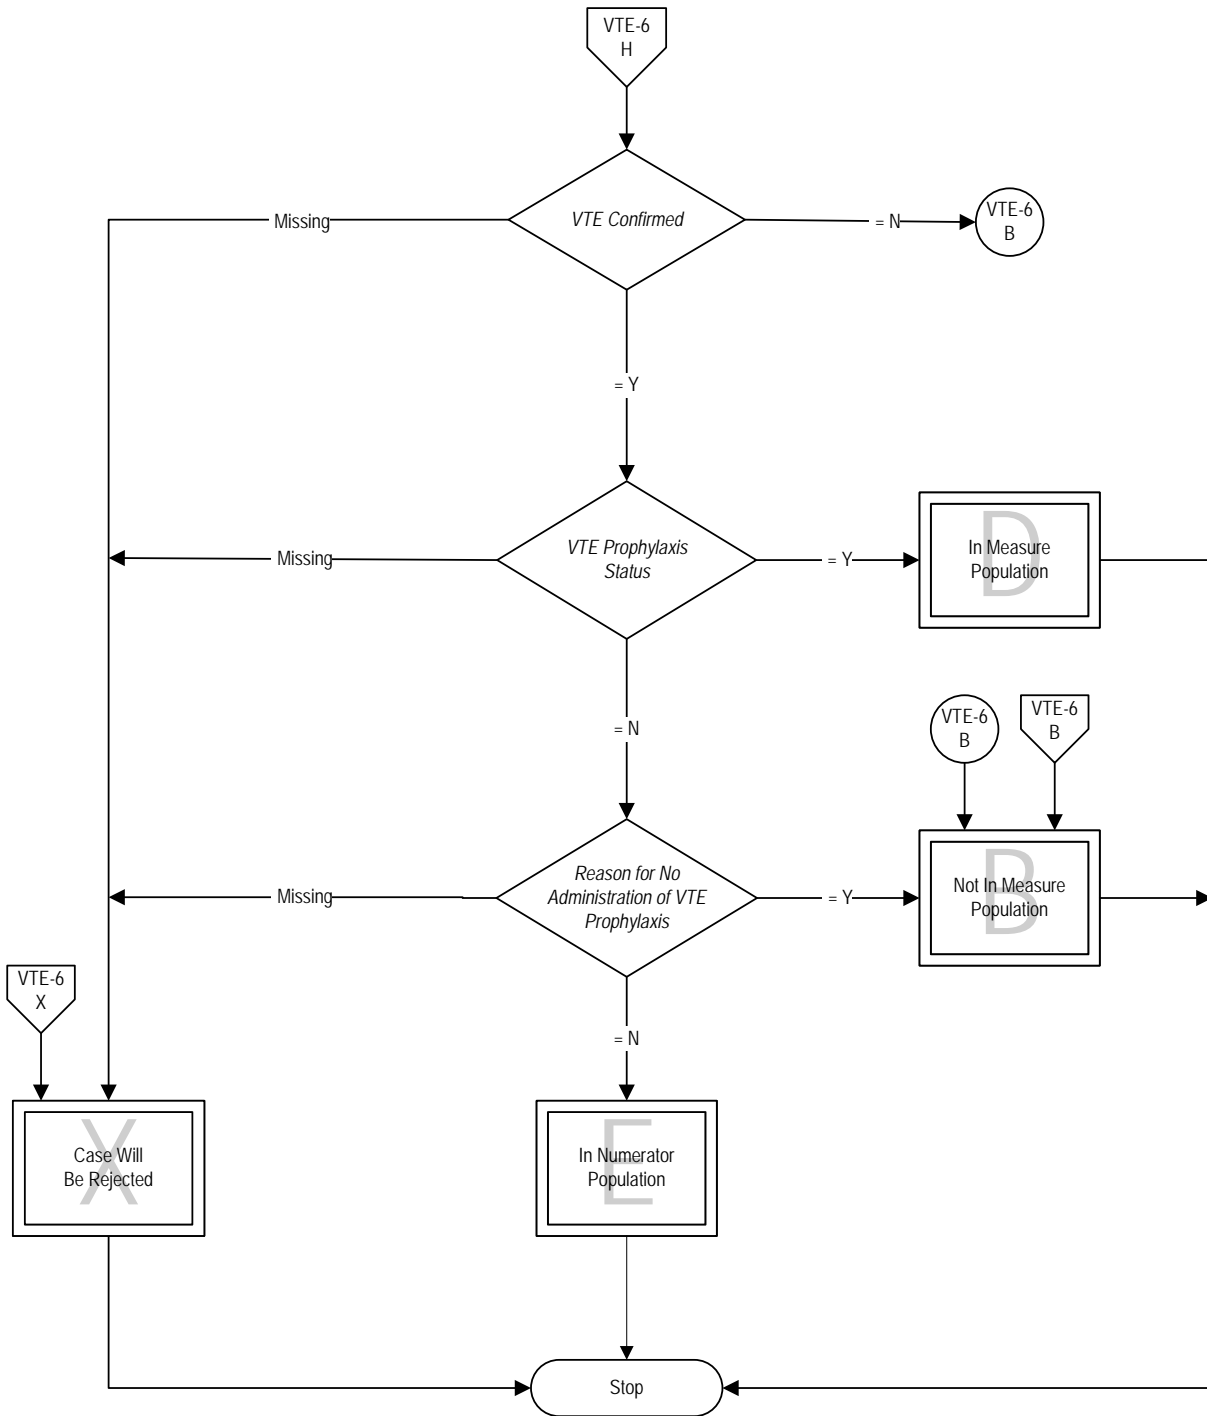 VTE-6
H
VTE Confirmed
Missing
= N
VTE-6
B
= Y
VTE Prophylaxis
Status
Missing
= Y
D
In Measure
Population
= N
VTE-6
B
VTE-6
B
Reason for No
Administration of VTE
Prophylaxis
Missing
= Y
B
Not In Measure
Population
VTE-6
X
= N
X
Case Will
Be Rejected
E
In Numerator
Population
Stop